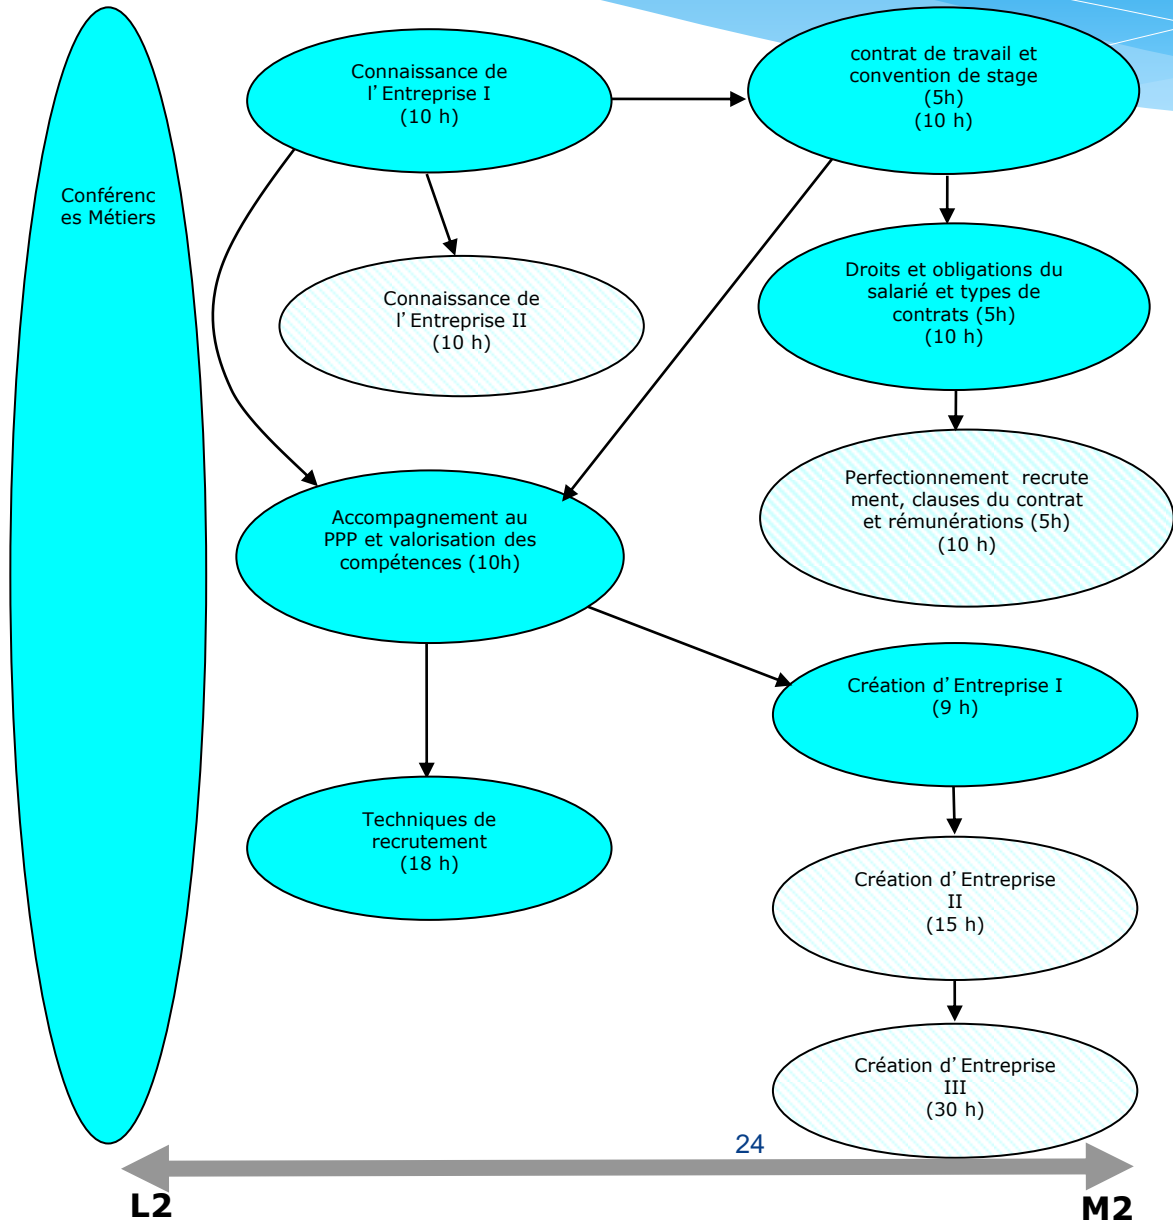 Conférenc
es Métiers
Connaissance de
l’Entreprise I
(10 h)
contrat de travail et
convention de stage
(5h)
(10 h)
Connaissance de
l’Entreprise II
(10 h)
Droits et obligations du
salarié et types de
contrats (5h)
(10 h)
Perfectionnement recrute
ment, clauses du contrat
et rémunérations (5h)
(10 h)
Accompagnement au
PPP et valorisation des
compétences (10h)
Création d’Entreprise I
(9 h)
Techniques de
recrutement
(18 h)
Création d’Entreprise
II
(15 h)
Création d’Entreprise
III
(30 h)
24
L2
M2